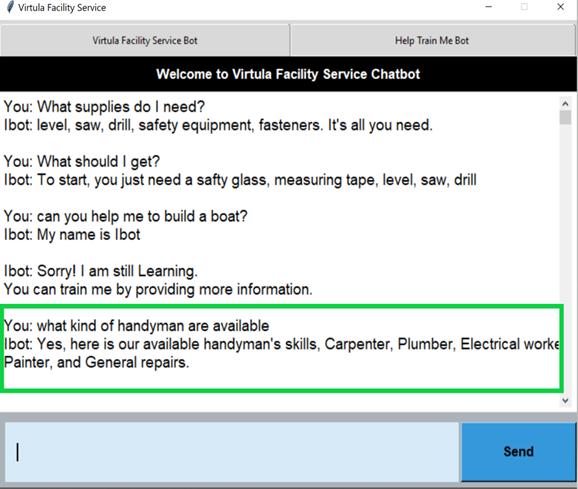 Virtula Facility Service
Virtula Facility Service Bot
Help Train Me Bot
Welcome to Virtula Facility Service Chatbot
You: What supplies do I need?
Ibot: level, saw, drill, safety equipment, fasteners. It's all you need.
You: What should I get?
Ibot: To start, you just need a safty glass, measuring tape, level, saw, drill
You: can you help me to build a boat?
Ibot: My name is Ibot
Ibot: Sorry! I am still Learning.
You can train me by providing more information.
You: what kind of handyman are available
Ibot: Yes, here is our available handyman's skills, Carpenter, Plumber, Electrical worke
Painter, and General repairs.
Send